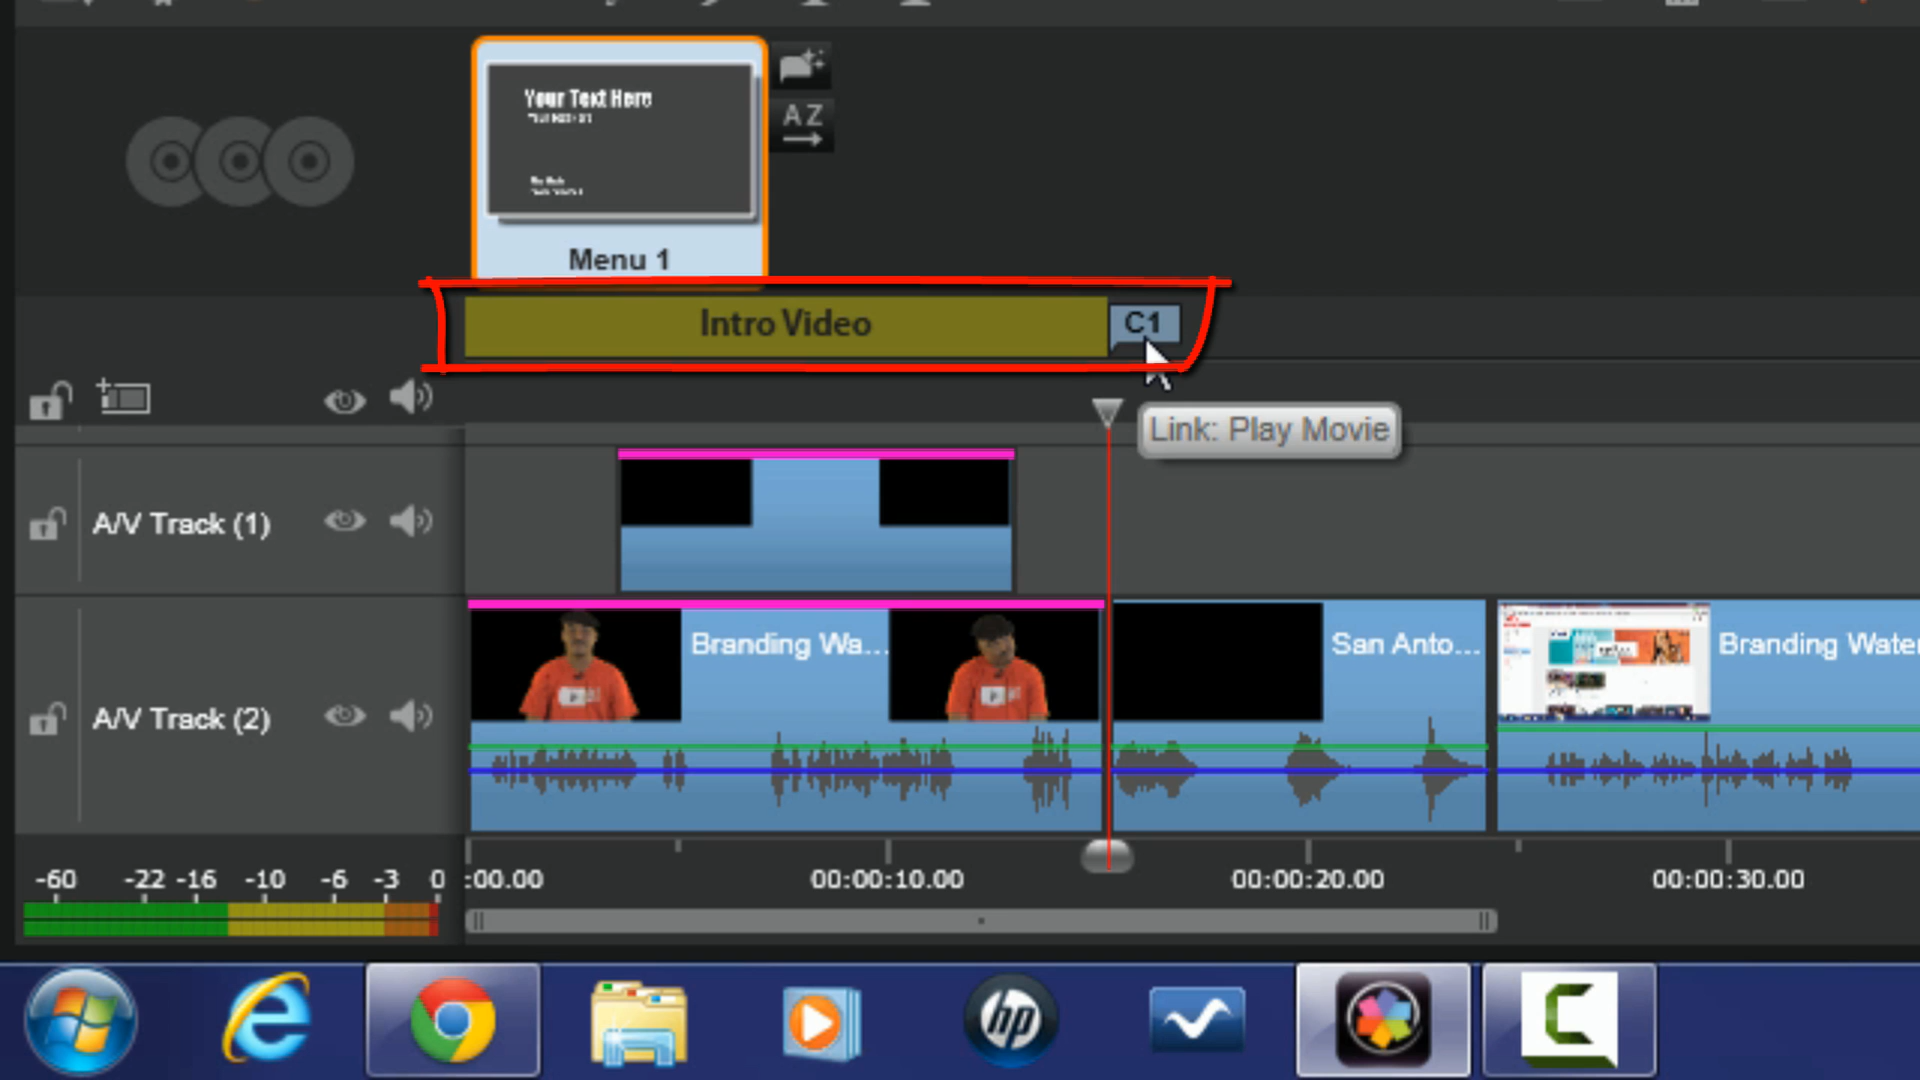 Your Text Here
Menu 1
A Z
Intro Video
C1
Link: Play Movie
A/V Track (1)
A/V Track (2)
Branding Wa...
San Anto...
Branding Water
-60 -22 -16 -10 -6 -3 0
:00.00
00:00:10.00
00:00:20.00
00:00:30.00
hp
C